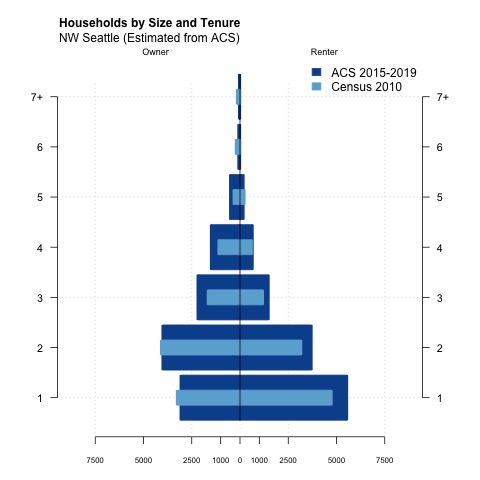 Households by Size and Tenure
NW Seattle (Estimated from ACS)
Owner Renter
ACS 2015-2019
Census 2010
7+ 7+
6 6
5 5
4 4
3 3
2 2
1 1
7500 5000 2500 1000 0 1000 2500 5000 7500